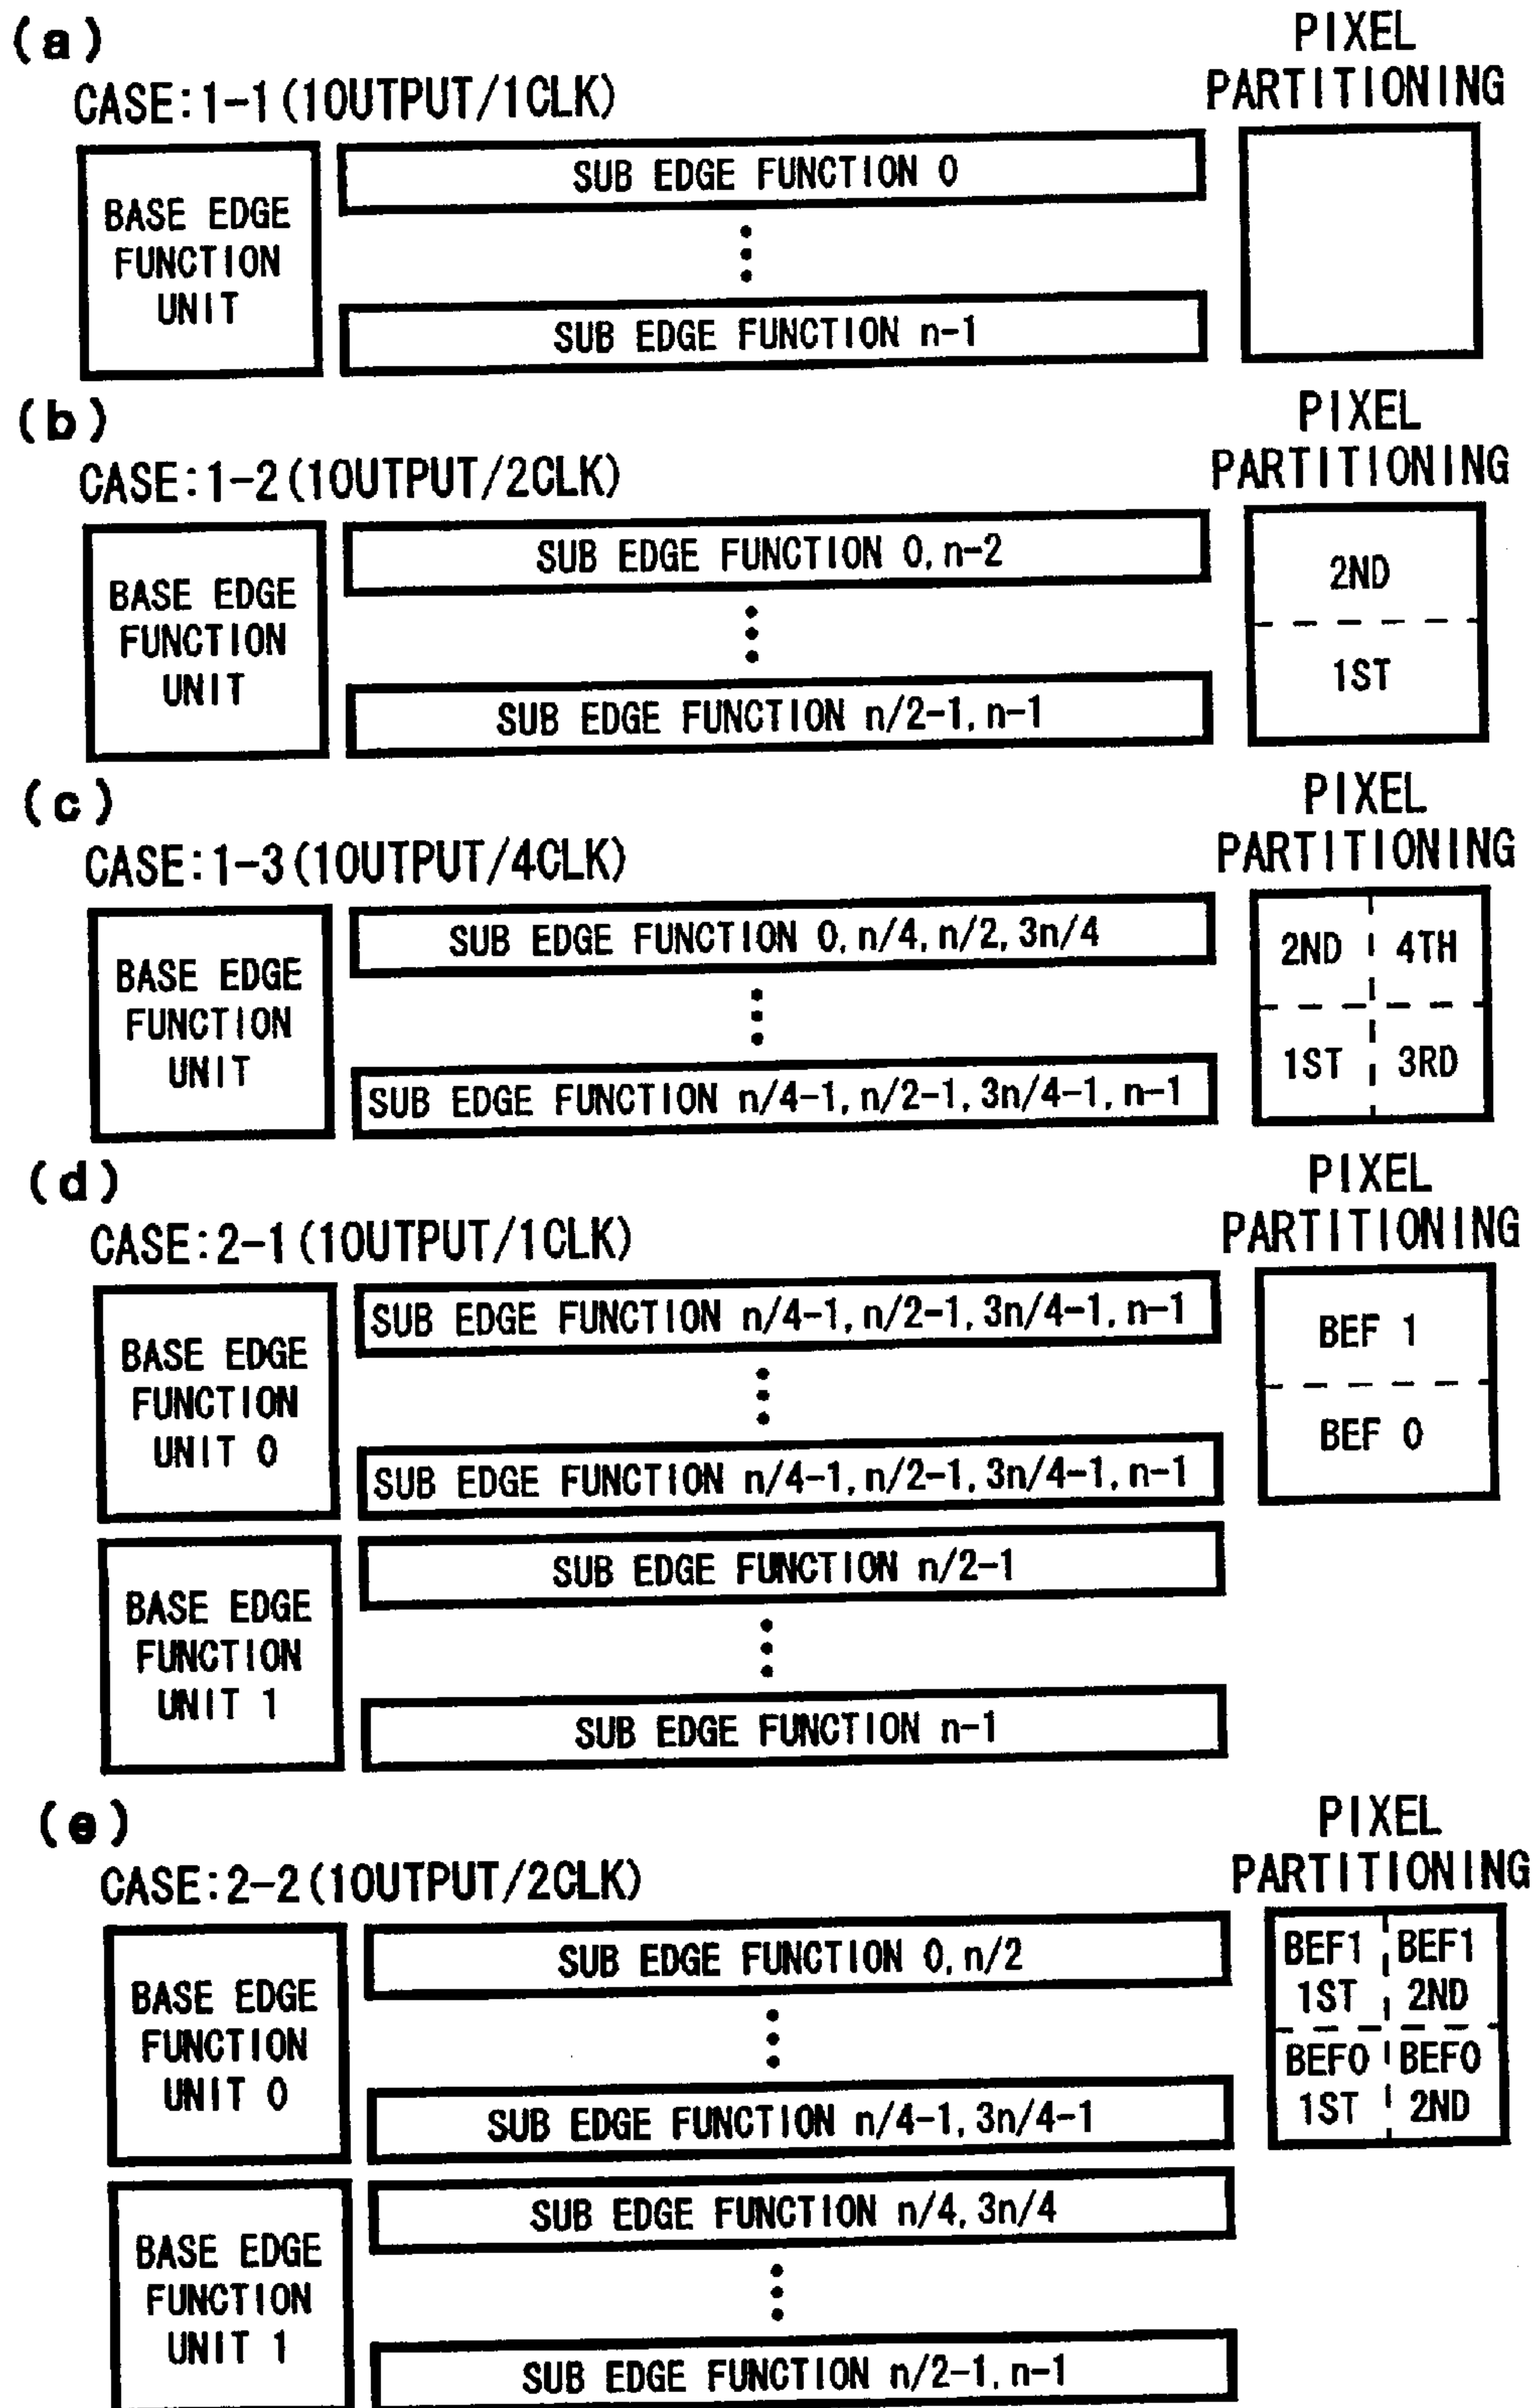 (a)
CASE:1-1(1OUTPUT/1CLK)
PIXEL
PARTITIONING
BASE EDGE
FUNCTION
UNIT
SUB EDGE FUNCTION 0
SUB EDGE FUNCTION n-1
(b)
CASE:1-2(1OUTPUT/2CLK)
PIXEL
PARTITIONING
BASE EDGE
FUNCTION
UNIT
SUB EDGE FUNCTION 0,n-2
SUB EDGE FUNCTION n/2-1,n-1
2ND
1ST
(c)
CASE:1-3(1OUTPUT/4CLK)
PIXEL
PARTITIONING
BASE EDGE
FUNCTION
UNIT
SUB EDGE FUNCTION 0,n/4,n/2,3n/4
SUB EDGE FUNCTION n/4-1,n/2-1,3n/4-1,n-1
2ND 4TH
1ST 3RD
(d)
CASE:2-1(1OUTPUT/1CLK)
PIXEL
PARTITIONING
BASE EDGE
FUNCTION
UNIT 0
SUB EDGE FUNCTION n/4-1,n/2-1,3n/4-1,n-1
SUB EDGE FUNCTION n/4-1,n/2-1,3n/4-1,n-1
BEF 1
BEF 0
BASE EDGE
FUNCTION
UNIT 1
SUB EDGE FUNCTION n/2-1
SUB EDGE FUNCTION n-1
(e)
CASE:2-2(1OUTPUT/2CLK)
PIXEL
PARTITIONING
BASE EDGE
FUNCTION
UNIT 0
SUB EDGE FUNCTION 0,n/2
SUB EDGE FUNCTION n/4-1,3n/4-1
BEF1 BEF1
1ST 2ND
BEF0 BEF0
1ST 2ND
BASE EDGE
FUNCTION
UNIT 1
SUB EDGE FUNCTION n/4,3n/4
SUB EDGE FUNCTION n/2-1,n-1